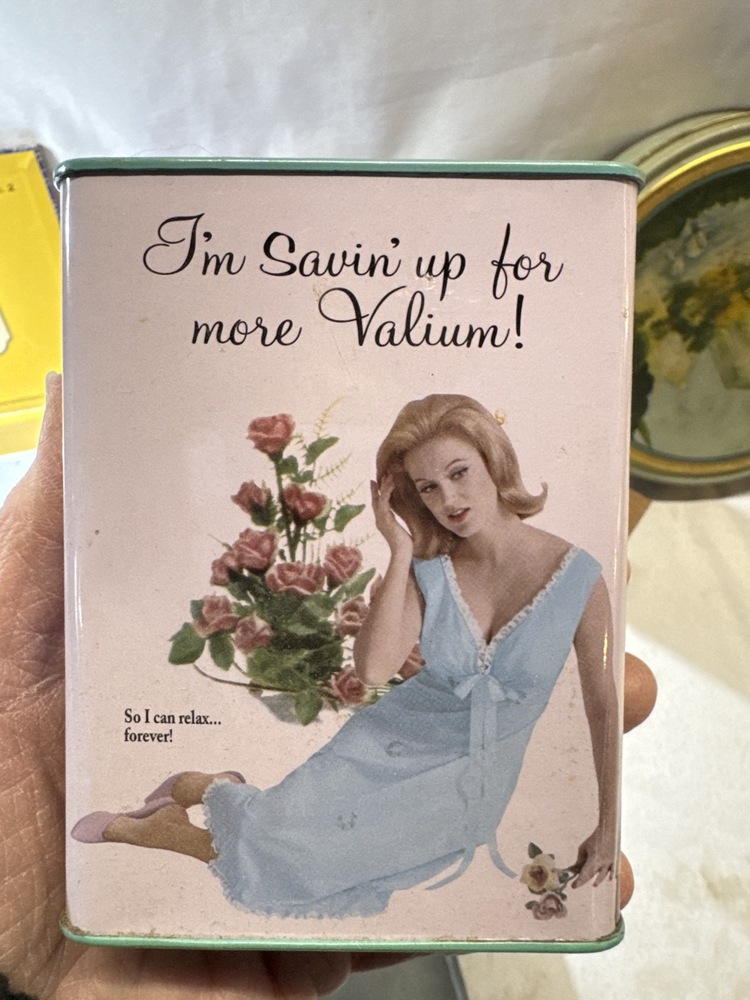 I'm Savin' up for
more Valium!
So I can relax...
forever!